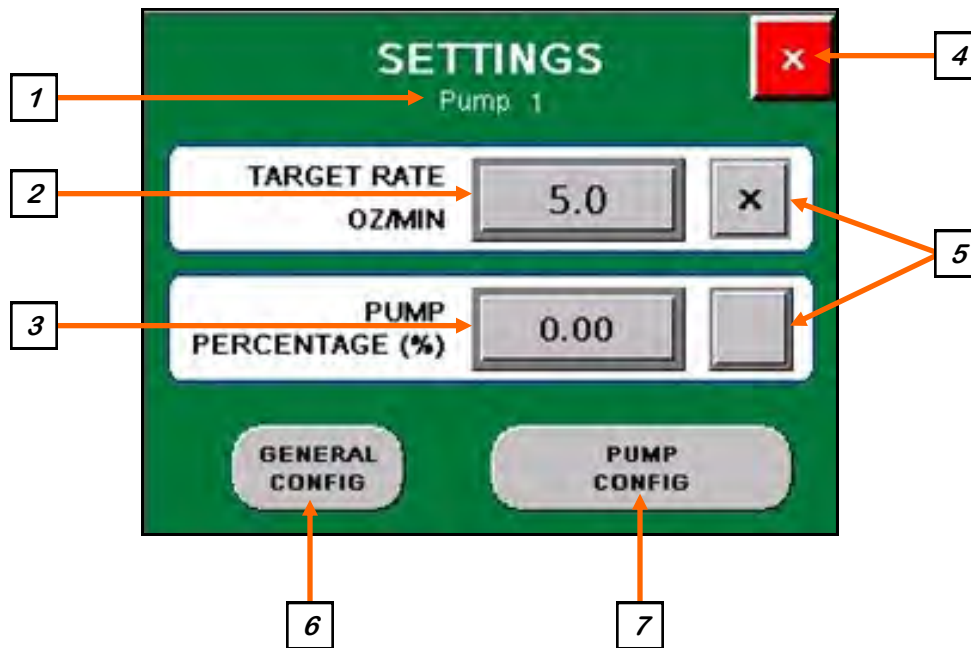 SETTINGS
×
4
1
Pump 1
2
TARGET RATE
OZ/MIN
5.0
×
5
3
PUMP
PERCENTAGE (%)
0.00
GENERAL
CONFIG
PUMP
CONFIG
6
7